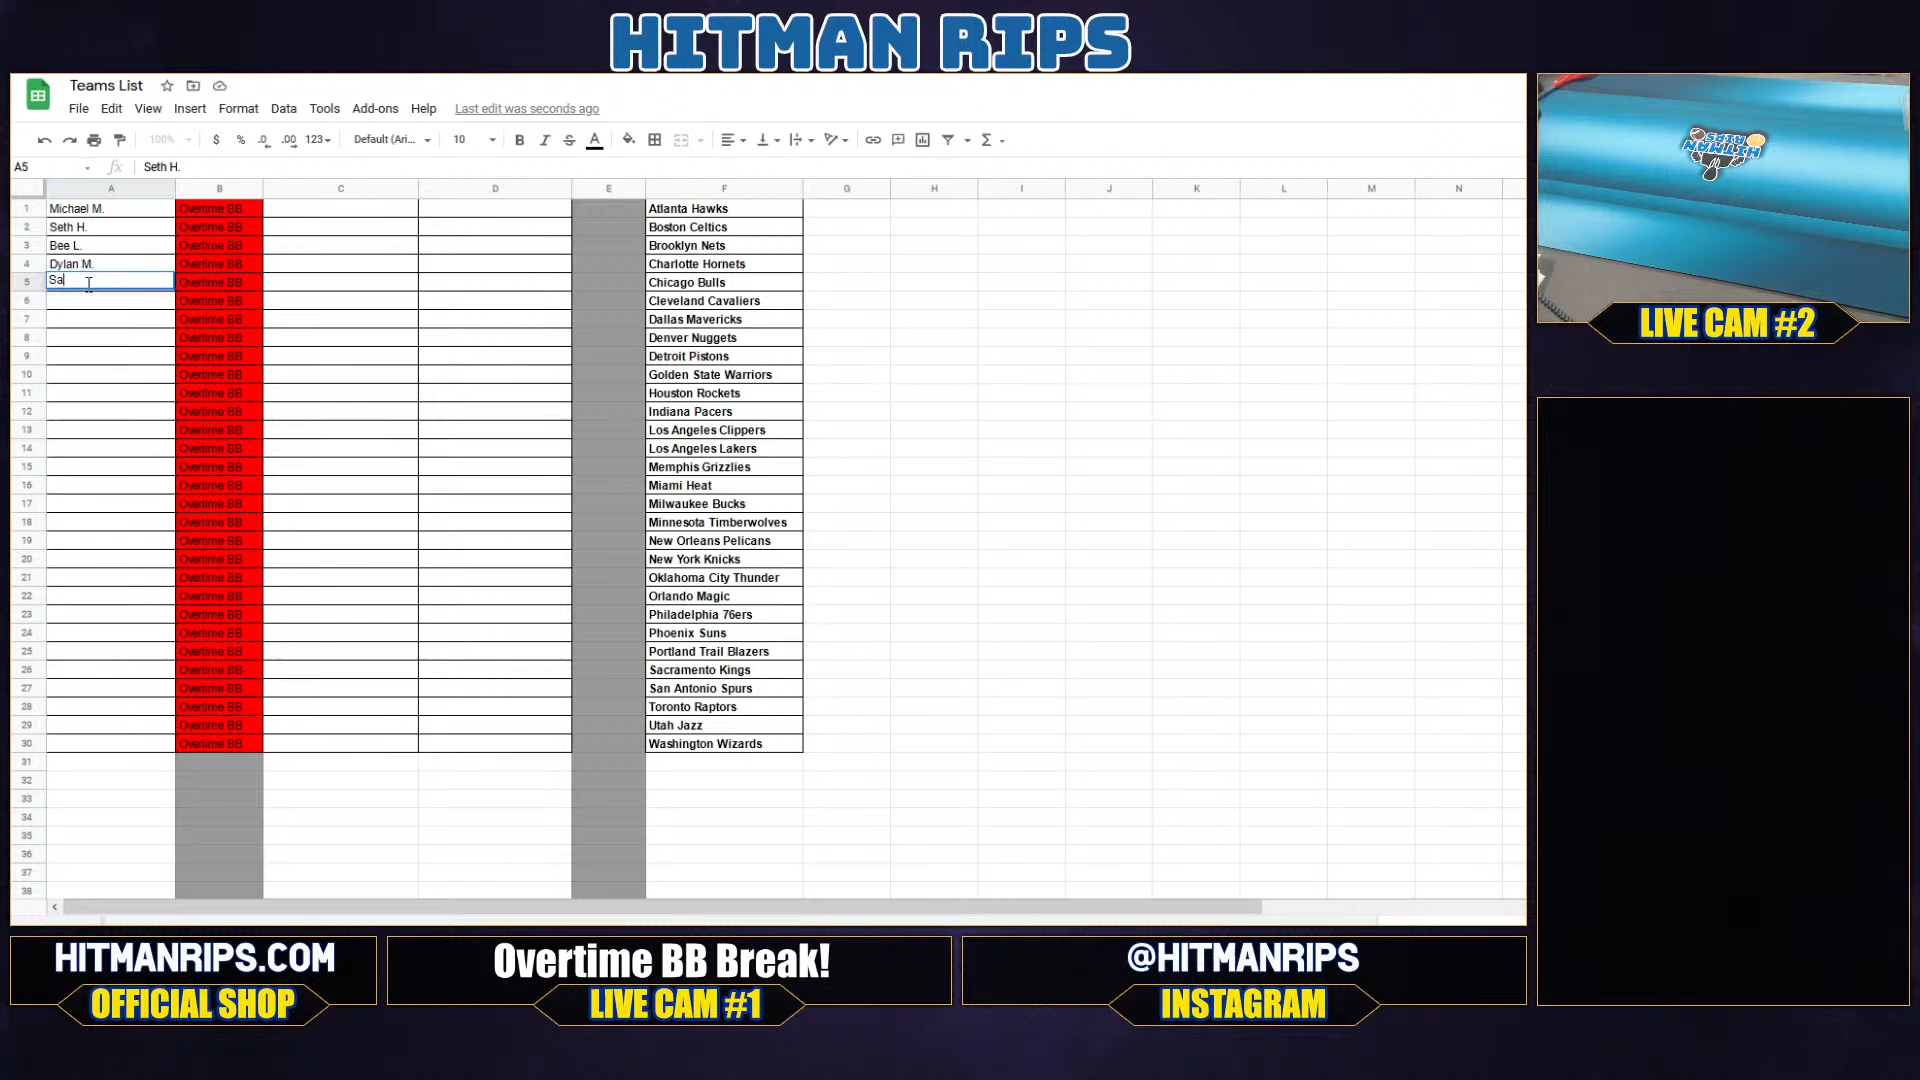 HITMAN RIPS
Teams List
File Edit View Insert Format Data Tools Add-ons Help Last edit was seconds ago
100% $ % .0 .00 123 Default (Ari... 10 B I S A Σ
A5 fx Seth H.
A B C D E F G H I J K L M N
1 Michael M. Overtime BB Atlanta Hawks
2 Seth H. Overtime BB Boston Celtics
3 Bee L. Overtime BB Brooklyn Nets
4 Dylan M. Overtime BB Charlotte Hornets
5 Sa Overtime BB Chicago Bulls
6 Overtime BB Cleveland Cavaliers
7 Overtime BB Dallas Mavericks
8 Overtime BB Denver Nuggets
9 Overtime BB Detroit Pistons
10 Overtime BB Golden State Warriors
11 Overtime BB Houston Rockets
12 Overtime BB Indiana Pacers
13 Overtime BB Los Angeles Clippers
14 Overtime BB Los Angeles Lakers
15 Overtime BB Memphis Grizzlies
16 Overtime BB Miami Heat
17 Overtime BB Milwaukee Bucks
18 Overtime BB Minnesota Timberwolves
19 Overtime BB New Orleans Pelicans
20 Overtime BB New York Knicks
21 Overtime BB Oklahoma City Thunder
22 Overtime BB Orlando Magic
23 Overtime BB Philadelphia 76ers
24 Overtime BB Phoenix Suns
25 Overtime BB Portland Trail Blazers
26 Overtime BB Sacramento Kings
27 Overtime BB San Antonio Spurs
28 Overtime BB Toronto Raptors
29 Overtime BB Utah Jazz
30 Overtime BB Washington Wizards
31
32
33
34
35
36
37
38
HITMAN
RIPS
LIVE CAM #2
HITMANRIPS.COM
OFFICIAL SHOP
Overtime BB Break!
LIVE CAM #1
@HITMANRIPS
INSTAGRAM